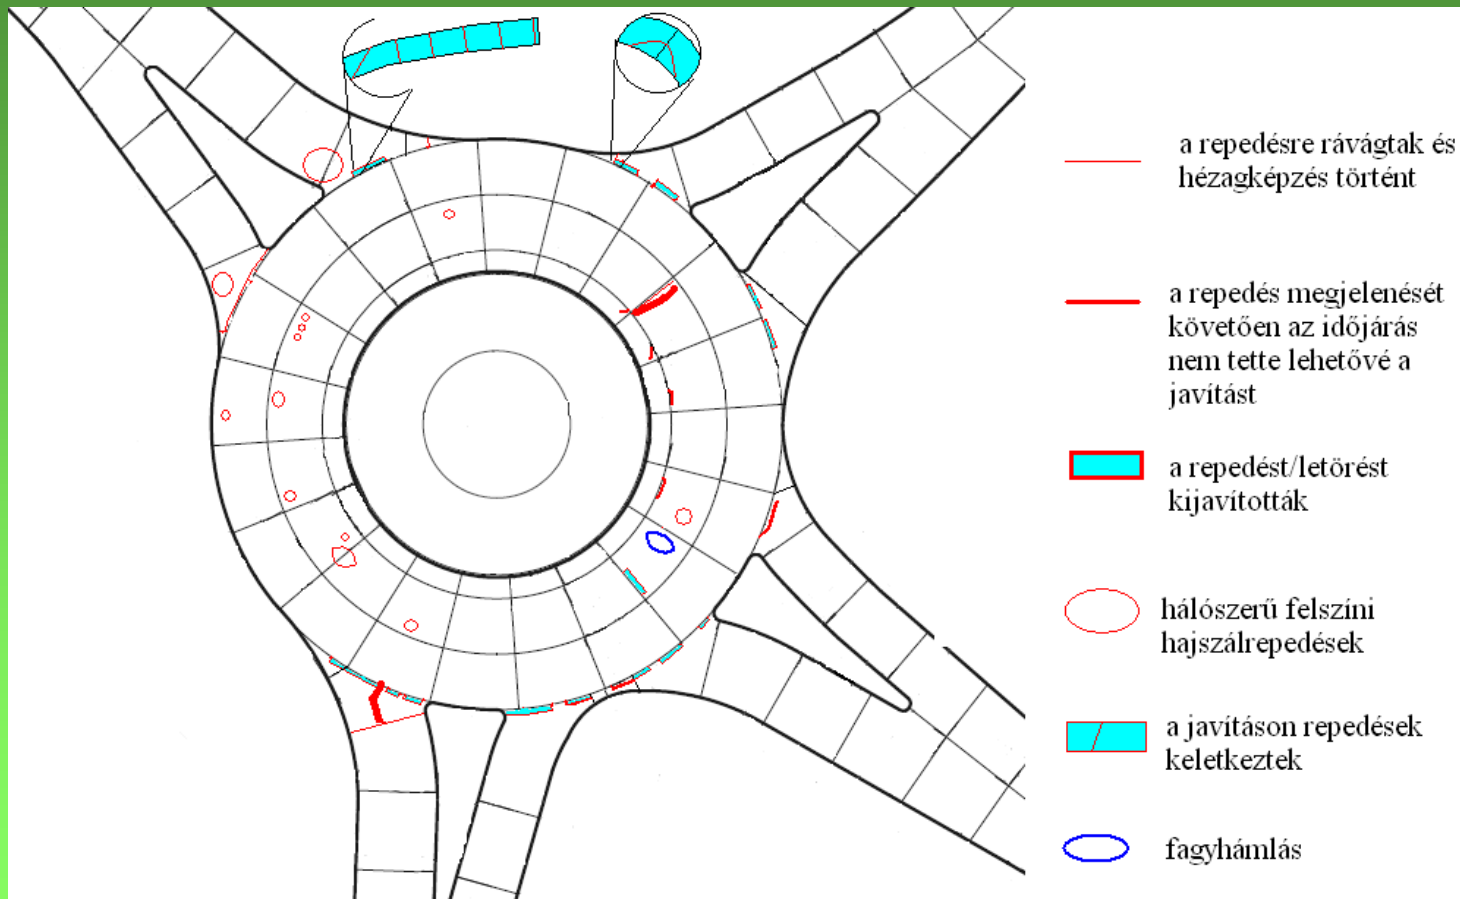 a repedésre rávágtak és
hézagképzés történt
a repedés megjelenését
követően az időjárás
nem tette lehetővé a
javítást
a repedést/letörést
kijavították
hálószerű felszíni
hajszálrepedések
a javításon repedések
keletkeztek
fagyhámlás